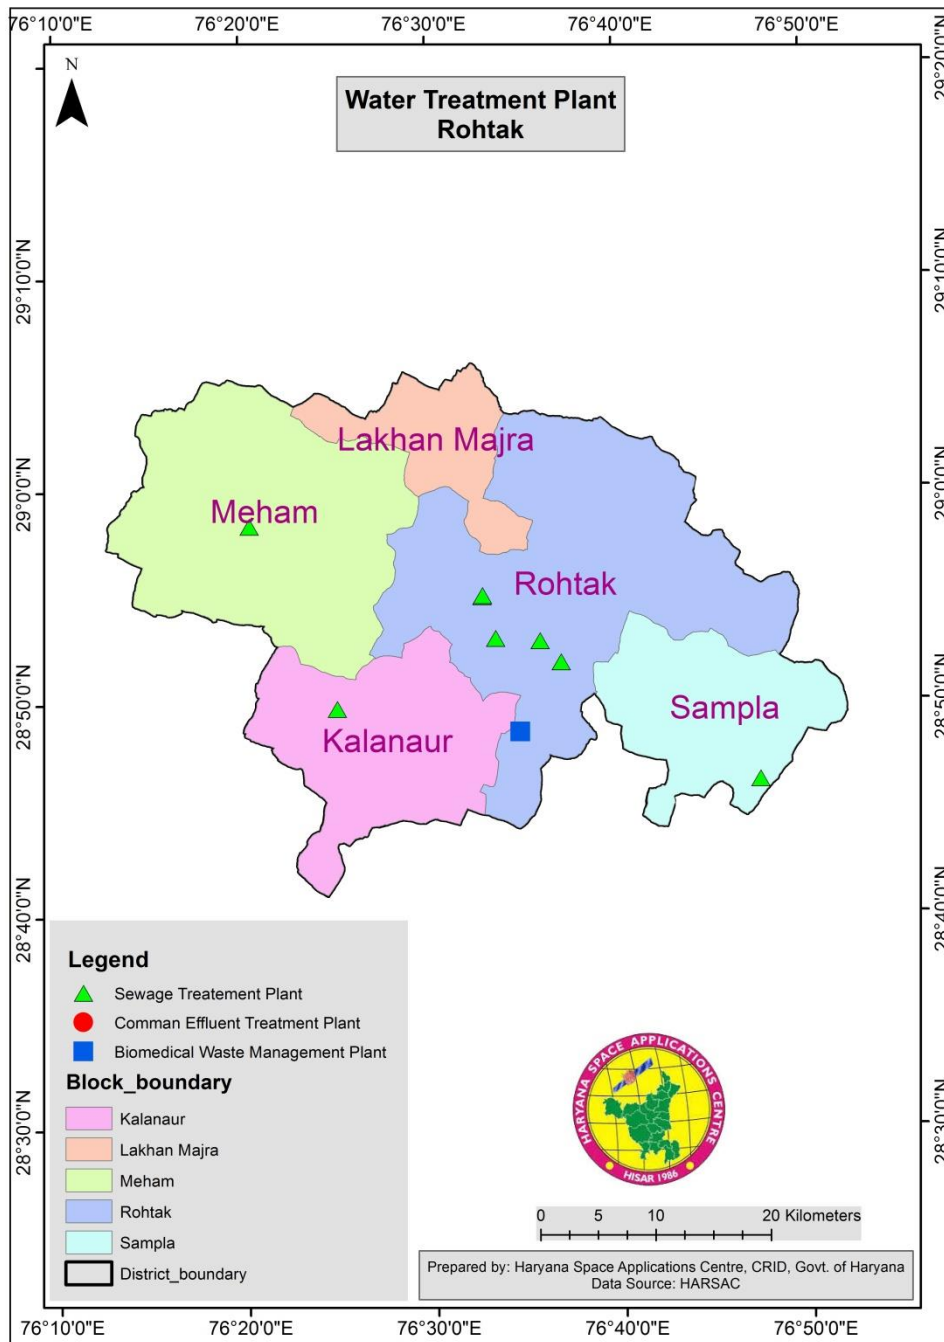 76°10'0"E 76°20'0"E 76°30'0"E 76°40'0"E 76°50'0"E
N
Water Treatment Plant
Rohtak
29°10'0"N
29°0'0"N
28°50'0"N
28°40'0"N
28°30'0"N
Lakhan Majra
Meham
Rohtak
Sampla
Kalanaur
Legend
Sewage Treatement Plant
Comman Effluent Treatment Plant
Biomedical Waste Management Plant
Block_boundary
Kalanaur
Lakhan Majra
Meham
Rohtak
Sampla
District_boundary
HARYANA SPACE APPLICATIONS CENTRE
HISAR 1986
0 5 10 20 Kilometers
Prepared by: Haryana Space Applications Centre, CRID, Govt. of Haryana
Data Source: HARSAC
76°10'0"E 76°20'0"E 76°30'0"E 76°40'0"E 76°50'0"E